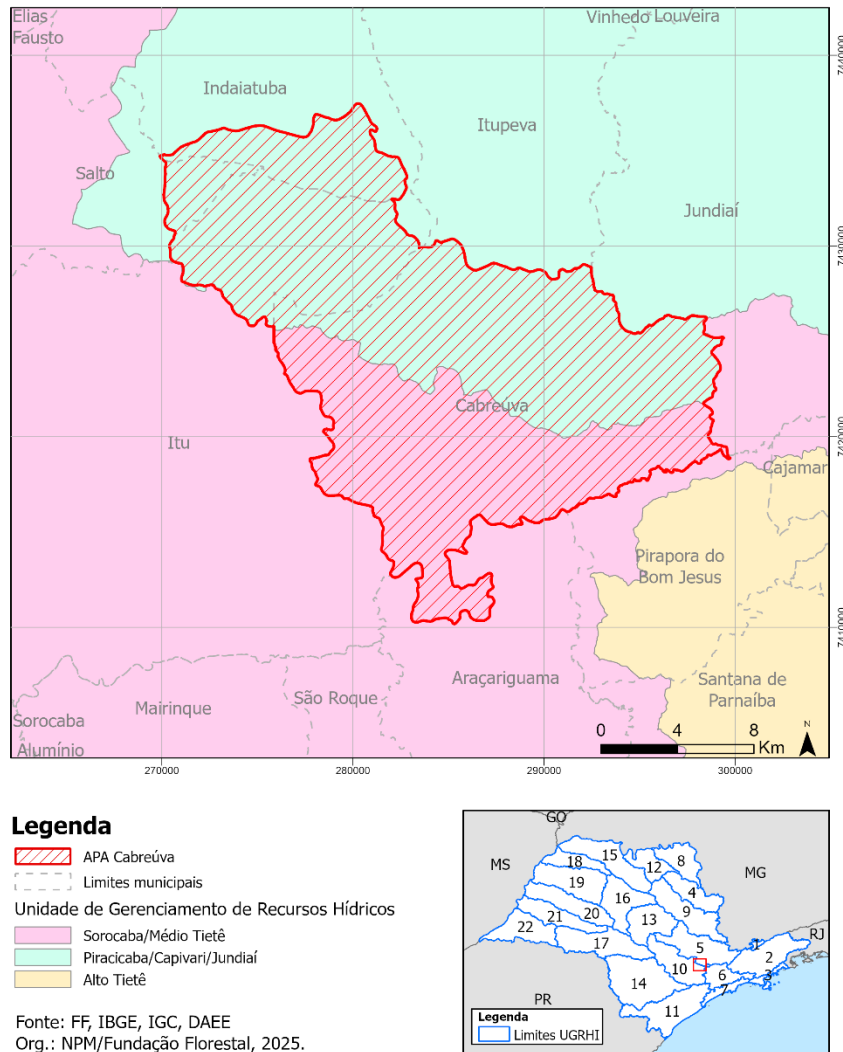 Elias
Fausto
Vinhedo
Louveira
7440000
Indaiatuba
Itupeva
Salto
Jundiaí
7430000
Cabreúva
Itu
7420000
Cajamar
Pirapora do
Bom Jesus
7410000
Araçariguama
Santana de
Parnaíba
São Roque
Mairinque
Sorocaba
Alumínio
0 4 8
Km
N
270000 280000 290000 300000
Legenda
APA Cabreúva
Limites municipais
Unidade de Gerenciamento de Recursos Hídricos
Sorocaba/Médio Tietê
Piracicaba/Capivari/Jundiaí
Alto Tietê
Fonte: FF, IBGE, IGC, DAEE
Org.: NPM/Fundação Florestal, 2025.
GO
MS
MG
RJ
PR
15
8
18
12
19
4
16
9
20
13
21
22
17
5
1
2
10
6
3
7
14
11
Legenda
Limites UGRHI